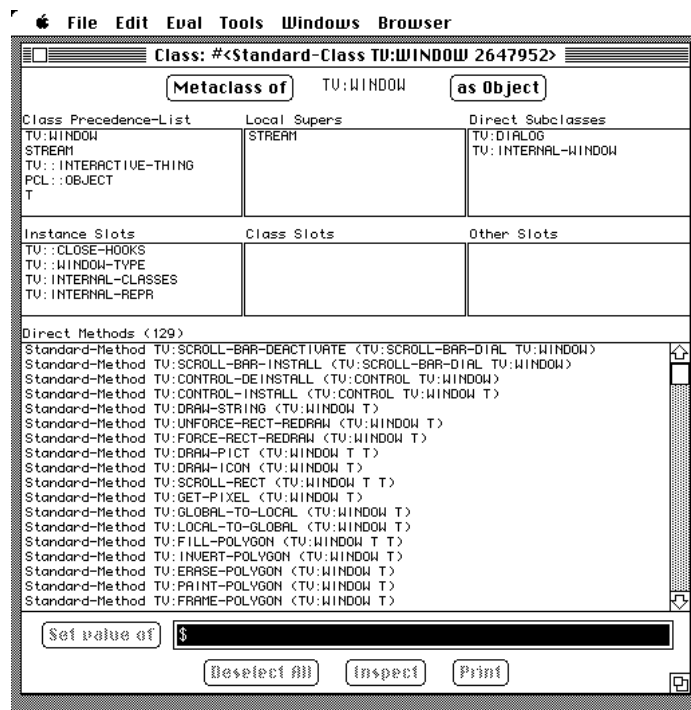 File Edit Eval Tools Windows Browser
Class: #<Standard-Class TV:WINDOW 2647952>
Metaclass of TV:WINDOW as Object
Class Precedence-List Local Supers Direct Subclasses
TV:WINDOW STREAM TV:DIALOG
STREAM TV:INTERNAL-WINDOW
TV::INTERACTIVE-THING
PCL::OBJECT
T
Instance Slots Class Slots Other Slots
TV::CLOSE-HOOKS
TV::WINDOW-TYPE
TV:INTERNAL-CLASSES
TV:INTERNAL-REPR
Direct Methods (129)
Standard-Method TV:SCROLL-BAR-DEACTIVATE (TV:SCROLL-BAR-DIAL TV:WINDOW)
Standard-Method TV:SCROLL-BAR-INSTALL (TV:SCROLL-BAR-DIAL TV:WINDOW)
Standard-Method TV:CONTROL-DEINSTALL (TV:CONTROL TV:WINDOW)
Standard-Method TV:CONTROL-INSTALL (TV:CONTROL TV:WINDOW T)
Standard-Method TV:DRAW-STRING (TV:WINDOW T)
Standard-Method TV:UNFORCE-RECT-REDRAW (TV:WINDOW T)
Standard-Method TV:FORCE-RECT-REDRAW (TV:WINDOW T)
Standard-Method TV:DRAW-PICT (TV:WINDOW T T)
Standard-Method TV:DRAW-ICON (TV:WINDOW T T)
Standard-Method TV:SCROLL-RECT (TV:WINDOW T T)
Standard-Method TV:GET-PIXEL (TV:WINDOW T)
Standard-Method TV:GLOBAL-TO-LOCAL (TV:WINDOW T)
Standard-Method TV:LOCAL-TO-GLOBAL (TV:WINDOW T)
Standard-Method TV:FILL-POLYGON (TV:WINDOW T T)
Standard-Method TV:INVERT-POLYGON (TV:WINDOW T)
Standard-Method TV:ERASE-POLYGON (TV:WINDOW T)
Standard-Method TV:PAINT-POLYGON (TV:WINDOW T)
Standard-Method TV:FRAME-POLYGON (TV:WINDOW T)
Set value of $
Deselect All Inspect Print